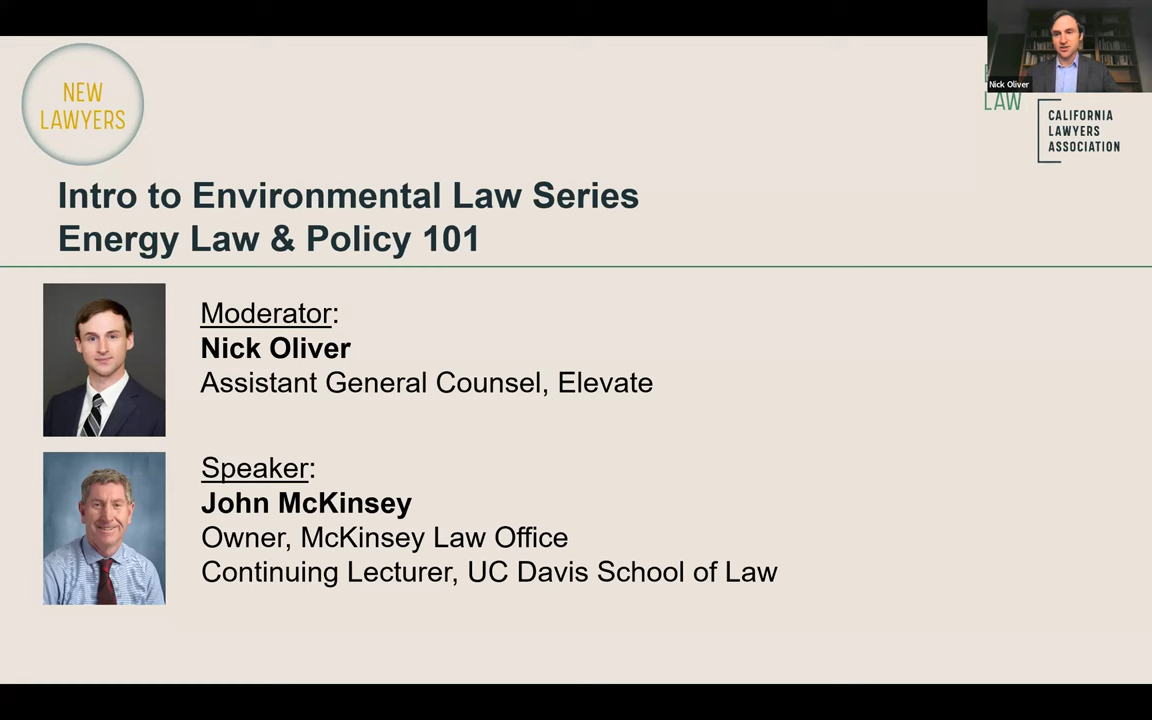 NEW
LAWYERS
Nick Oliver
LAW
CALIFORNIA
LAWYERS
ASSOCIATION
Intro to Environmental Law Series
Energy Law & Policy 101
Moderator:
Nick Oliver
Assistant General Counsel, Elevate
Speaker:
John McKinsey
Owner, McKinsey Law Office
Continuing Lecturer, UC Davis School of Law